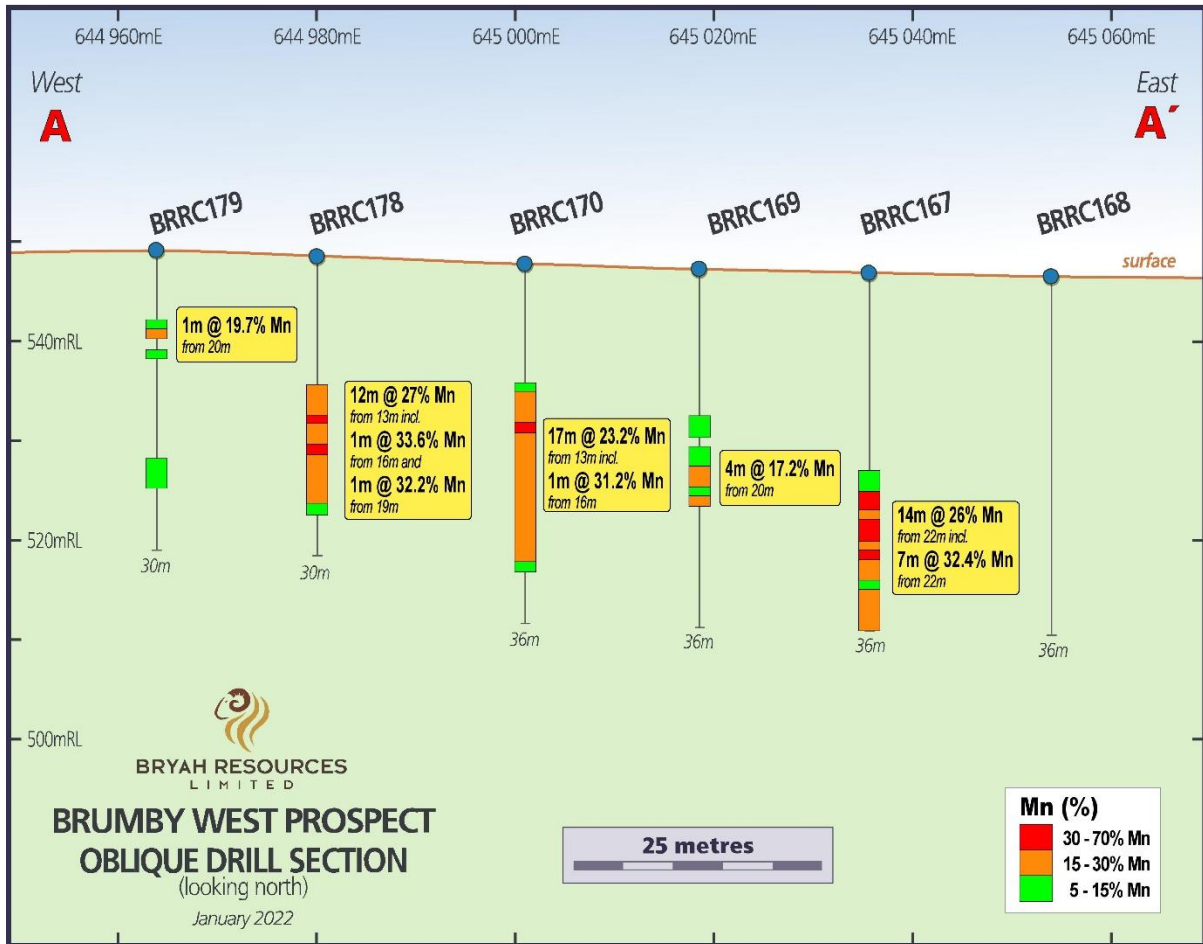 644 960mE
644 980mE
645 000mE
645 020mE
645 040mE
645 060mE
West
A
East
A´
BRRC179
BRRC178
BRRC170
BRRC169
BRRC167
BRRC168
surface
540mRL
520mRL
500mRL
1m @ 19.7% Mn
from 20m
12m @ 27% Mn
from 13m incl.
1m @ 33.6% Mn
from 16m and
1m @ 32.2% Mn
from 19m
17m @ 23.2% Mn
from 13m incl.
1m @ 31.2% Mn
from 16m
4m @ 17.2% Mn
from 20m
14m @ 26% Mn
from 22m incl.
7m @ 32.4% Mn
from 22m
30m
30m
36m
36m
36m
36m
BRYAH RESOURCES
LIMITED
BRUMBY WEST PROSPECT
OBLIQUE DRILL SECTION
(looking north)
January 2022
25 metres
Mn (%)
30 - 70% Mn
15 - 30% Mn
5 - 15% Mn